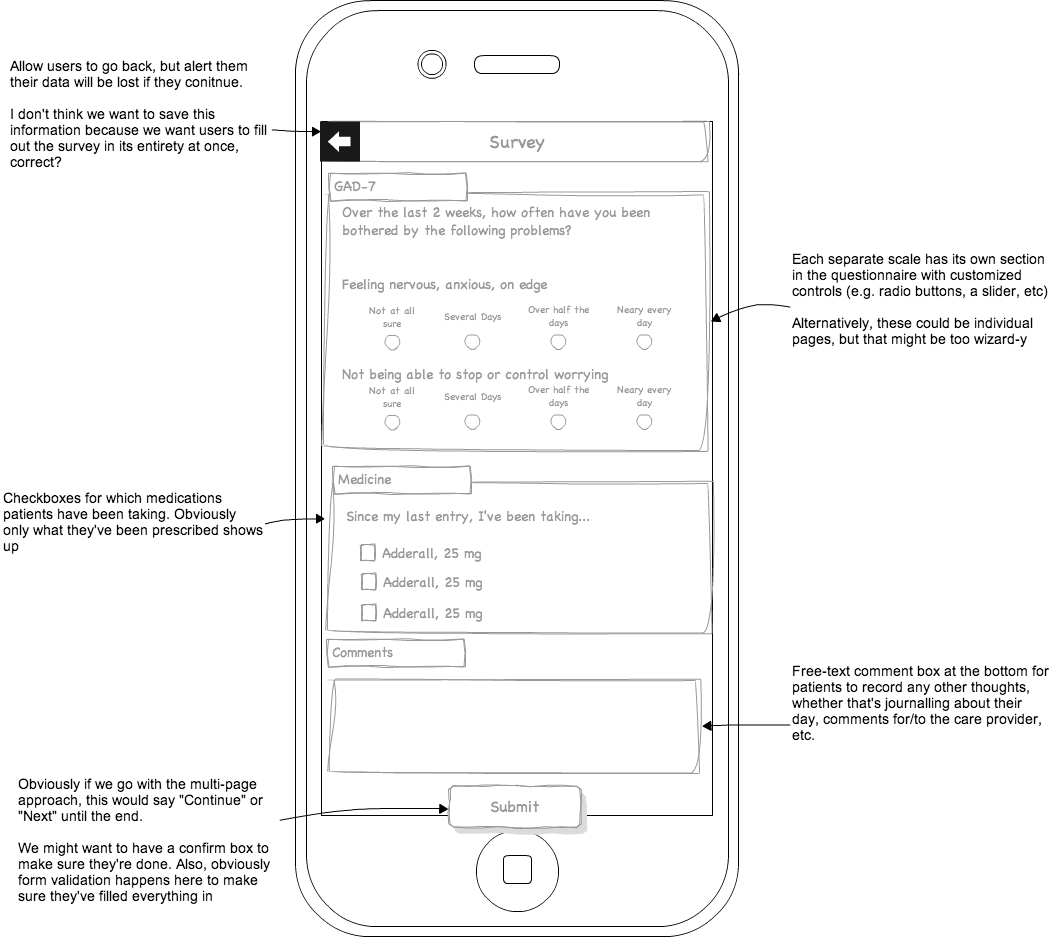 Allow users to go back, but alert them
their data will be lost if they conitnue.
I don't think we want to save this
information because we want users to fill
out the survey in its entirety at once,
correct?
Survey
GAD-7
Over the last 2 weeks, how often have you been
bothered by the following problems?
Feeling nervous, anxious, on edge
Not at all
sure
Several Days
Over half the
days
Neary every
day
Not being able to stop or control worrying
Not at all
sure
Several Days
Over half the
days
Neary every
day
Each separate scale has its own section
in the questionnaire with customized
controls (e.g. radio buttons, a slider, etc)
Alternatively, these could be individual
pages, but that might be too wizard-y
Checkboxes for which medications
patients have been taking. Obviously
only what they've been prescribed shows
up
Medicine
Since my last entry, I've been taking...
Adderall, 25 mg
Adderall, 25 mg
Adderall, 25 mg
Comments
Free-text comment box at the bottom for
patients to record any other thoughts,
whether that's journalling about their
day, comments for/to the care provider,
etc.
Obviously if we go with the multi-page
approach, this would say "Continue" or
"Next" until the end.
We might want to have a confirm box to
make sure they're done. Also, obviously
form validation happens here to make
sure they've filled everything in
Submit